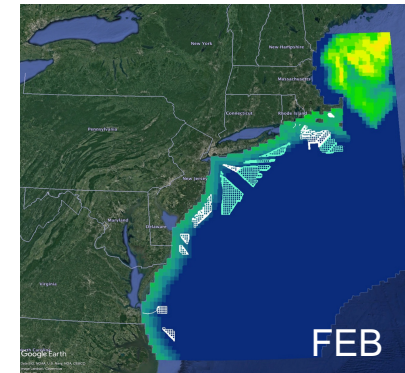 New York
New Hampshire
Massachusetts
Connecticut
Rhode Island
Pennsylvania
New Jersey
Maryland
Delaware
Virginia
Google Earth
FEB